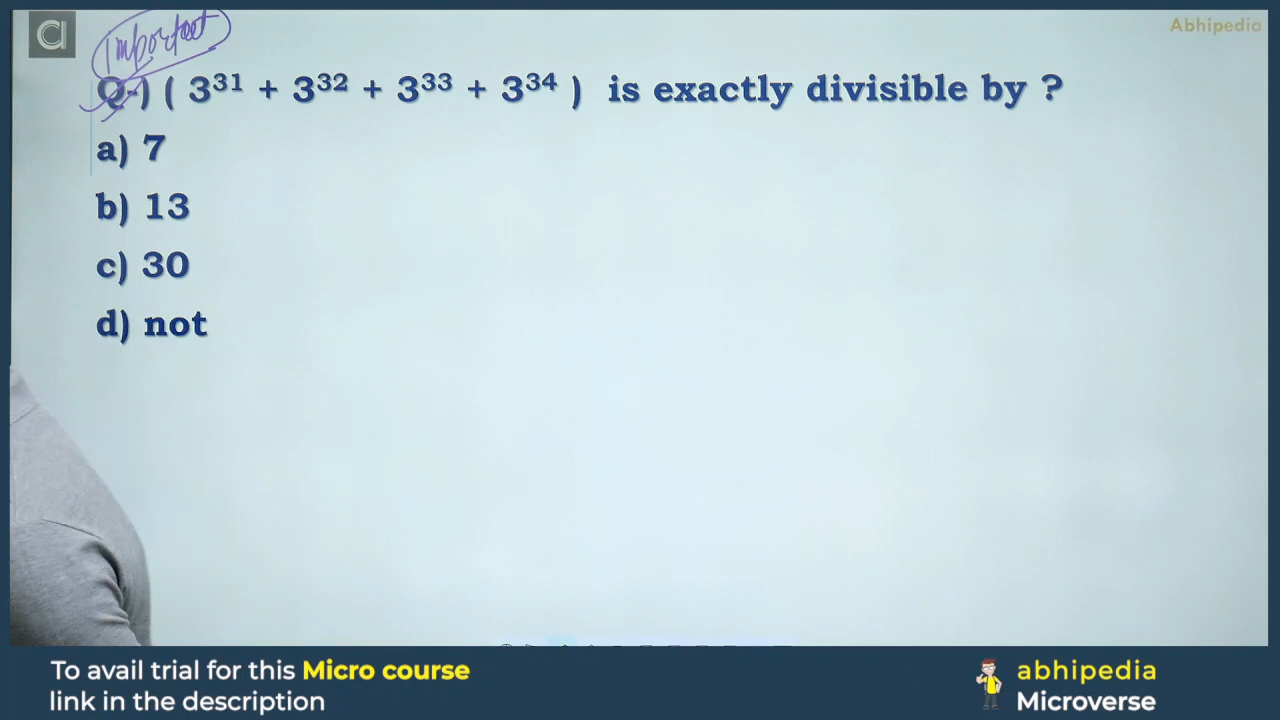 Important
Abhipedia
Q-) ( 3³¹ + 3³² + 3³³ + 3³⁴ ) is exactly divisible by ?
a) 7
b) 13
c) 30
d) not
To avail trial for this Micro course
link in the description
abhipedia
Microverse